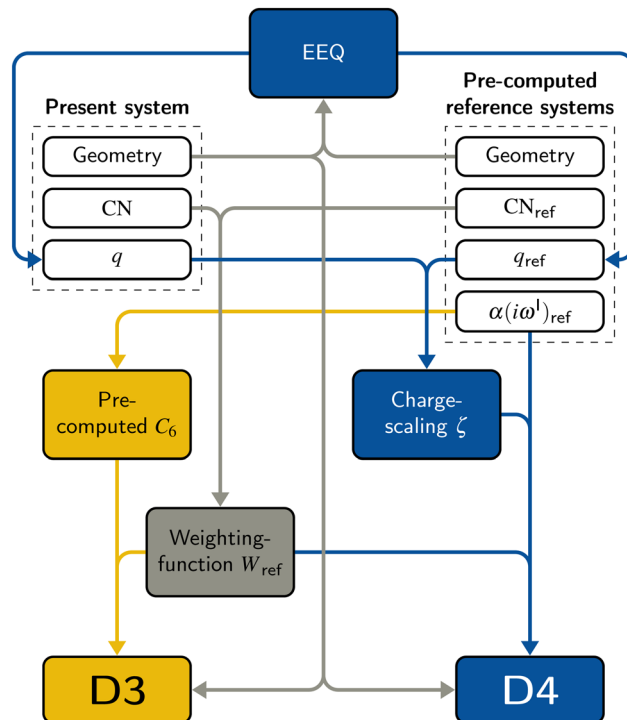 EEQ
Present system
Pre-computed
reference systems
Geometry
Geometry
CN
CN_ref
q
q_ref
α(iω^I)_ref
Pre-
computed C_6
Charge-
scaling ζ
Weighting-
function W_ref
D3
D4